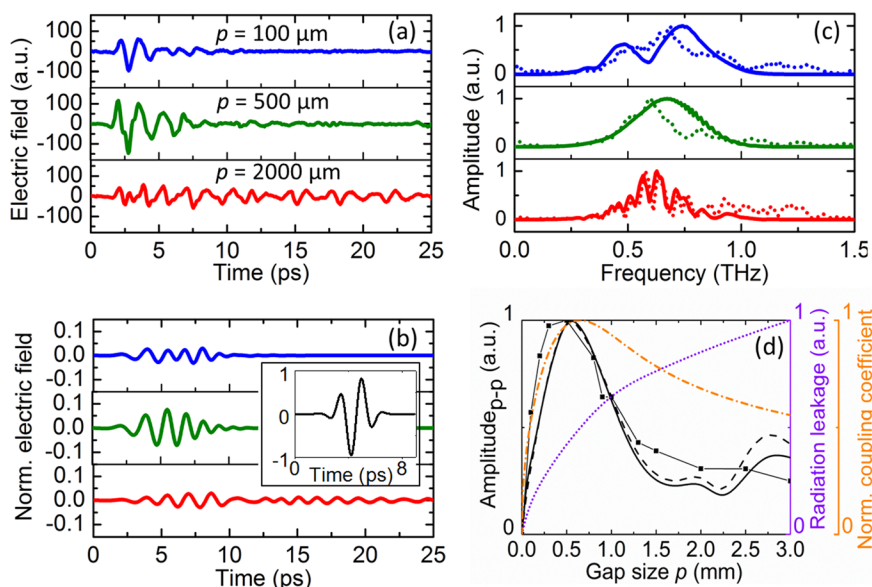 (a)
p = 100 µm
p = 500 µm
p = 2000 µm
100
0
-100
100
0
-100
100
0
-100
Electric field (a.u.)
0 5 10 15 20 25
Time (ps)
(c)
1
0
1
0
1
0
Amplitude (a.u.)
0.0 0.5 1.0 1.5
Frequency (THz)
(b)
0.1
0.0
-0.1
0.1
0.0
-0.1
0.1
0.0
-0.1
Norm. electric field
1
0
-1
0 Time (ps) 8
0 5 10 15 20 25
Time (ps)
(d)
1
0
Amplitudep-p (a.u.)
1
0
Radiation leakage (a.u.)
1
0
Norm. coupling coefficient
0.0 0.5 1.0 1.5 2.0 2.5 3.0
Gap size p (mm)